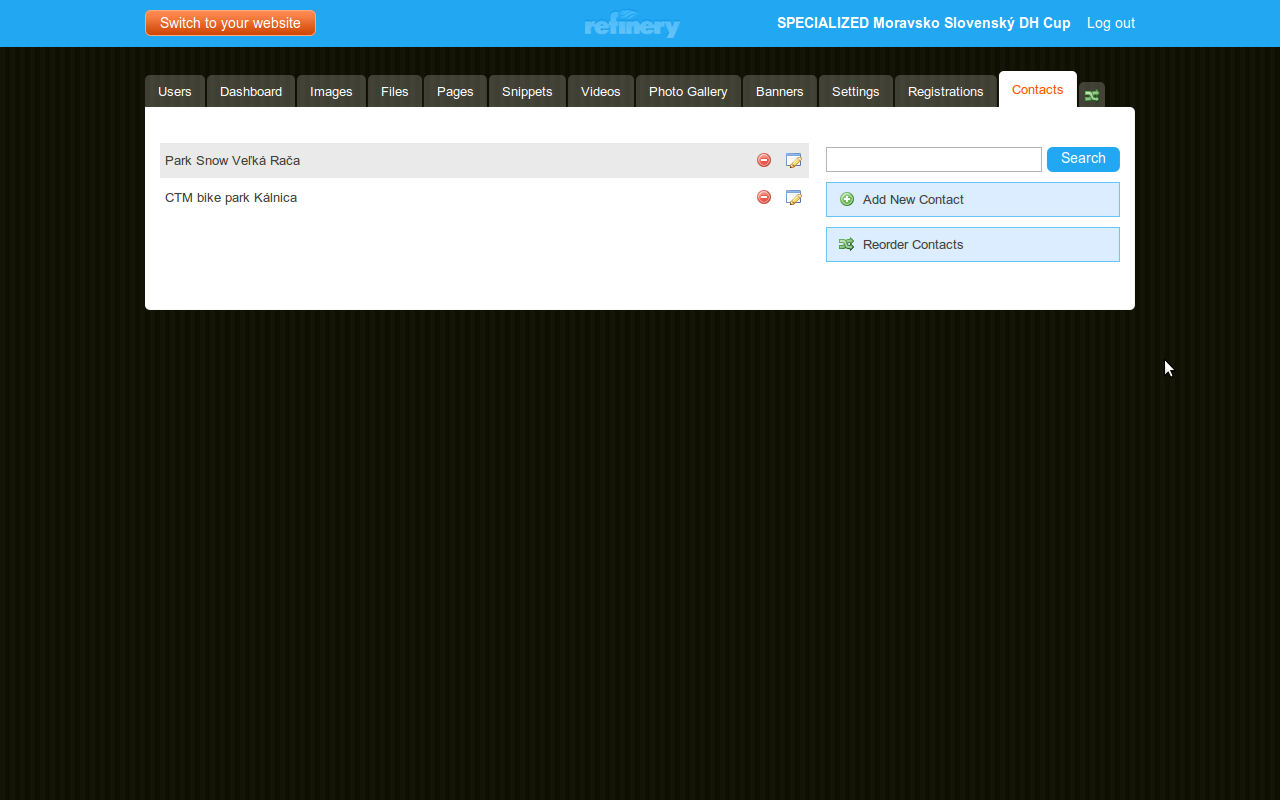 Switch to your website
refinery
SPECIALIZED Moravsko Slovenský DH Cup Log out
Users Dashboard Images Files Pages Snippets Videos Photo Gallery Banners Settings Registrations Contacts
Park Snow Veľká Rača
Search
CTM bike park Kálnica
Add New Contact
Reorder Contacts